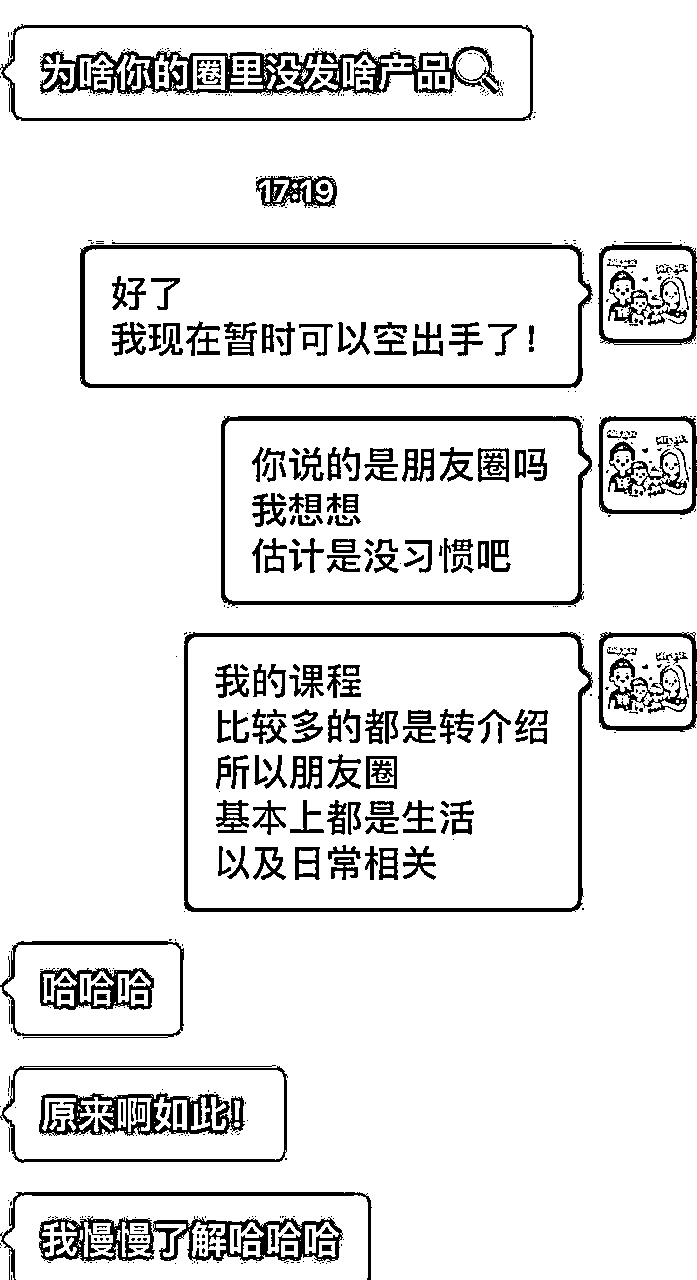 为啥你的圈里没发啥产品🔍
17:19
好了
我现在暂时可以空出手了！
你说的是朋友圈吗
我想想
估计是没习惯吧
我的课程
比较多的都是转介绍
所以朋友圈
基本上都是生活
以及日常相关
哈哈哈
原来啊如此！
我慢慢了解哈哈哈